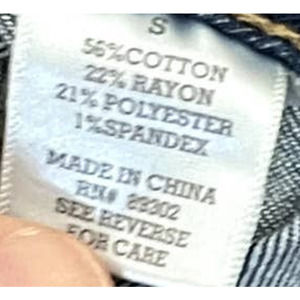 S
56%COTTON
22%RAYON
21%POLYESTER
1%SPANDEX
MADE IN CHINA
RN# 89302
SEE REVERSE
FOR CARE